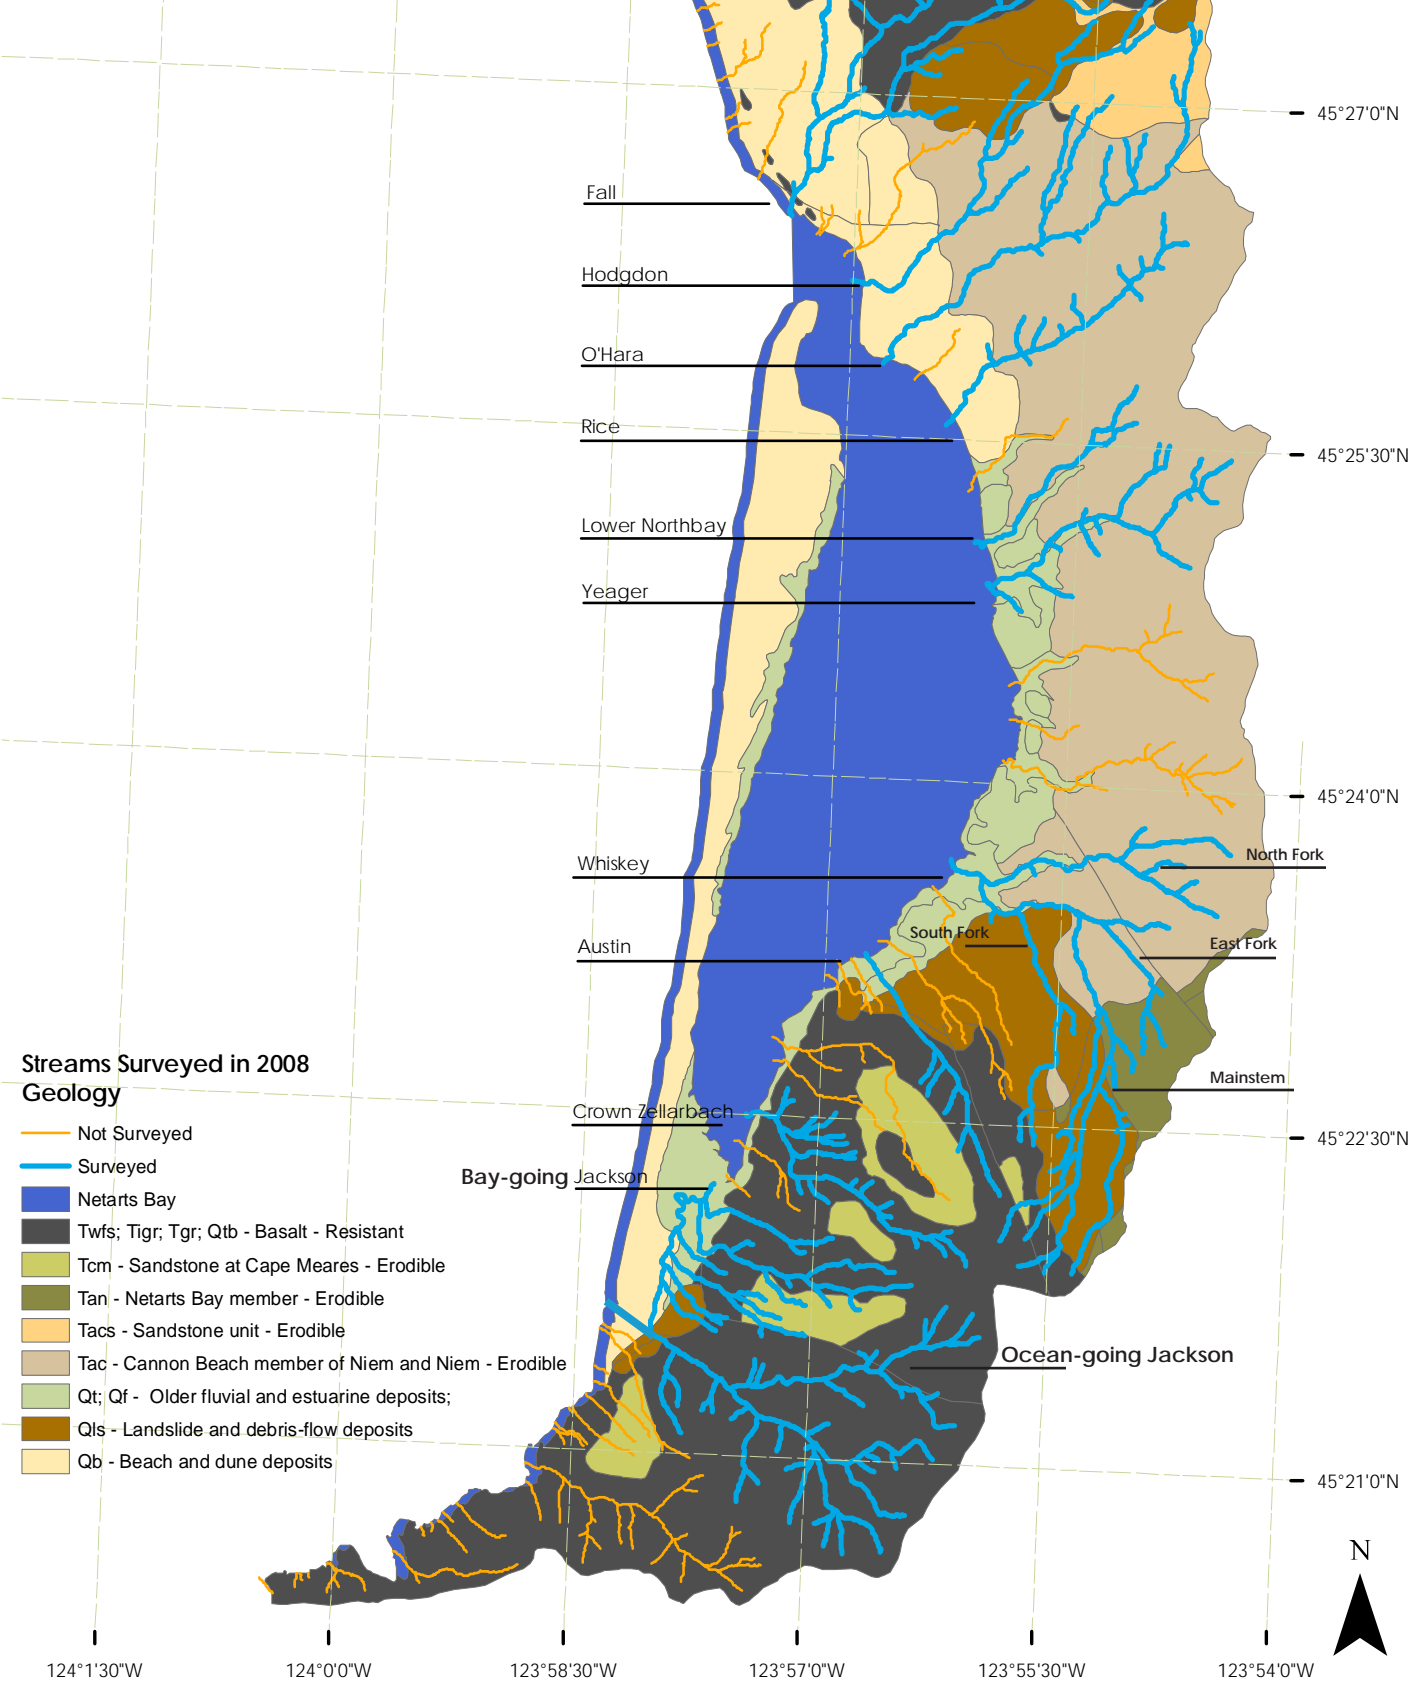 45°27'0"N
Fall
Hodgdon
O'Hara
Rice
45°25'30"N
Lower Northbay
Yeager
45°24'0"N
Whiskey
North Fork
South Fork
East Fork
Austin
Streams Surveyed in 2008
Geology
Mainstem
Crown Zellarbach
45°22'30"N
Bay-going Jackson
Not Surveyed
Surveyed
Netarts Bay
Twfs; Tigr; Tgr; Qtb - Basalt - Resistant
Tcm - Sandstone at Cape Meares - Erodible
Tan - Netarts Bay member - Erodible
Tacs - Sandstone unit - Erodible
Tac - Cannon Beach member of Niem and Niem - Erodible
Qt; Qf - Older fluvial and estuarine deposits;
Qls - Landslide and debris-flow deposits
Qb - Beach and dune deposits
Ocean-going Jackson
45°21'0"N
N
124°1'30"W
124°0'0"W
123°58'30"W
123°57'0"W
123°55'30"W
123°54'0"W